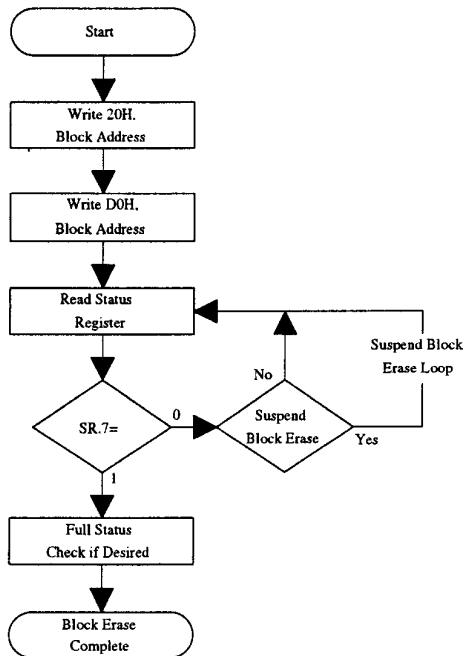 Start
Write 20H,
Block Address
Write D0H,
Block Address
Read Status
Register
Suspend Block
Erase Loop
No
SR.7=
0
Suspend
Block Erase
Yes
1
Full Status
Check if Desired
Block Erase
Complete